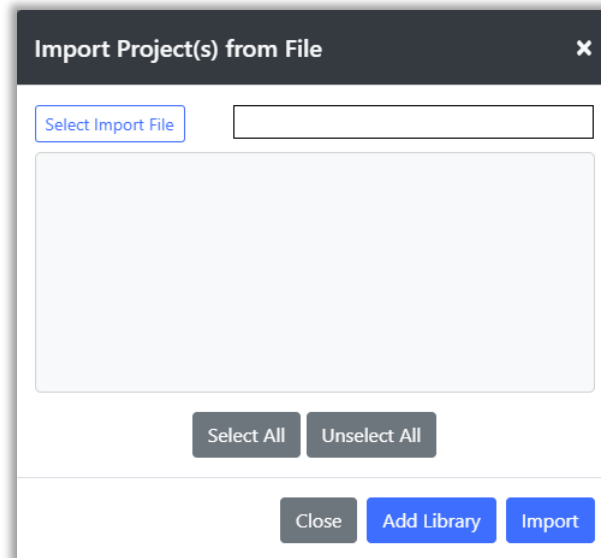 Import Project(s) from File ×
Select Import File
Select All Unselect All
Close Add Library Import